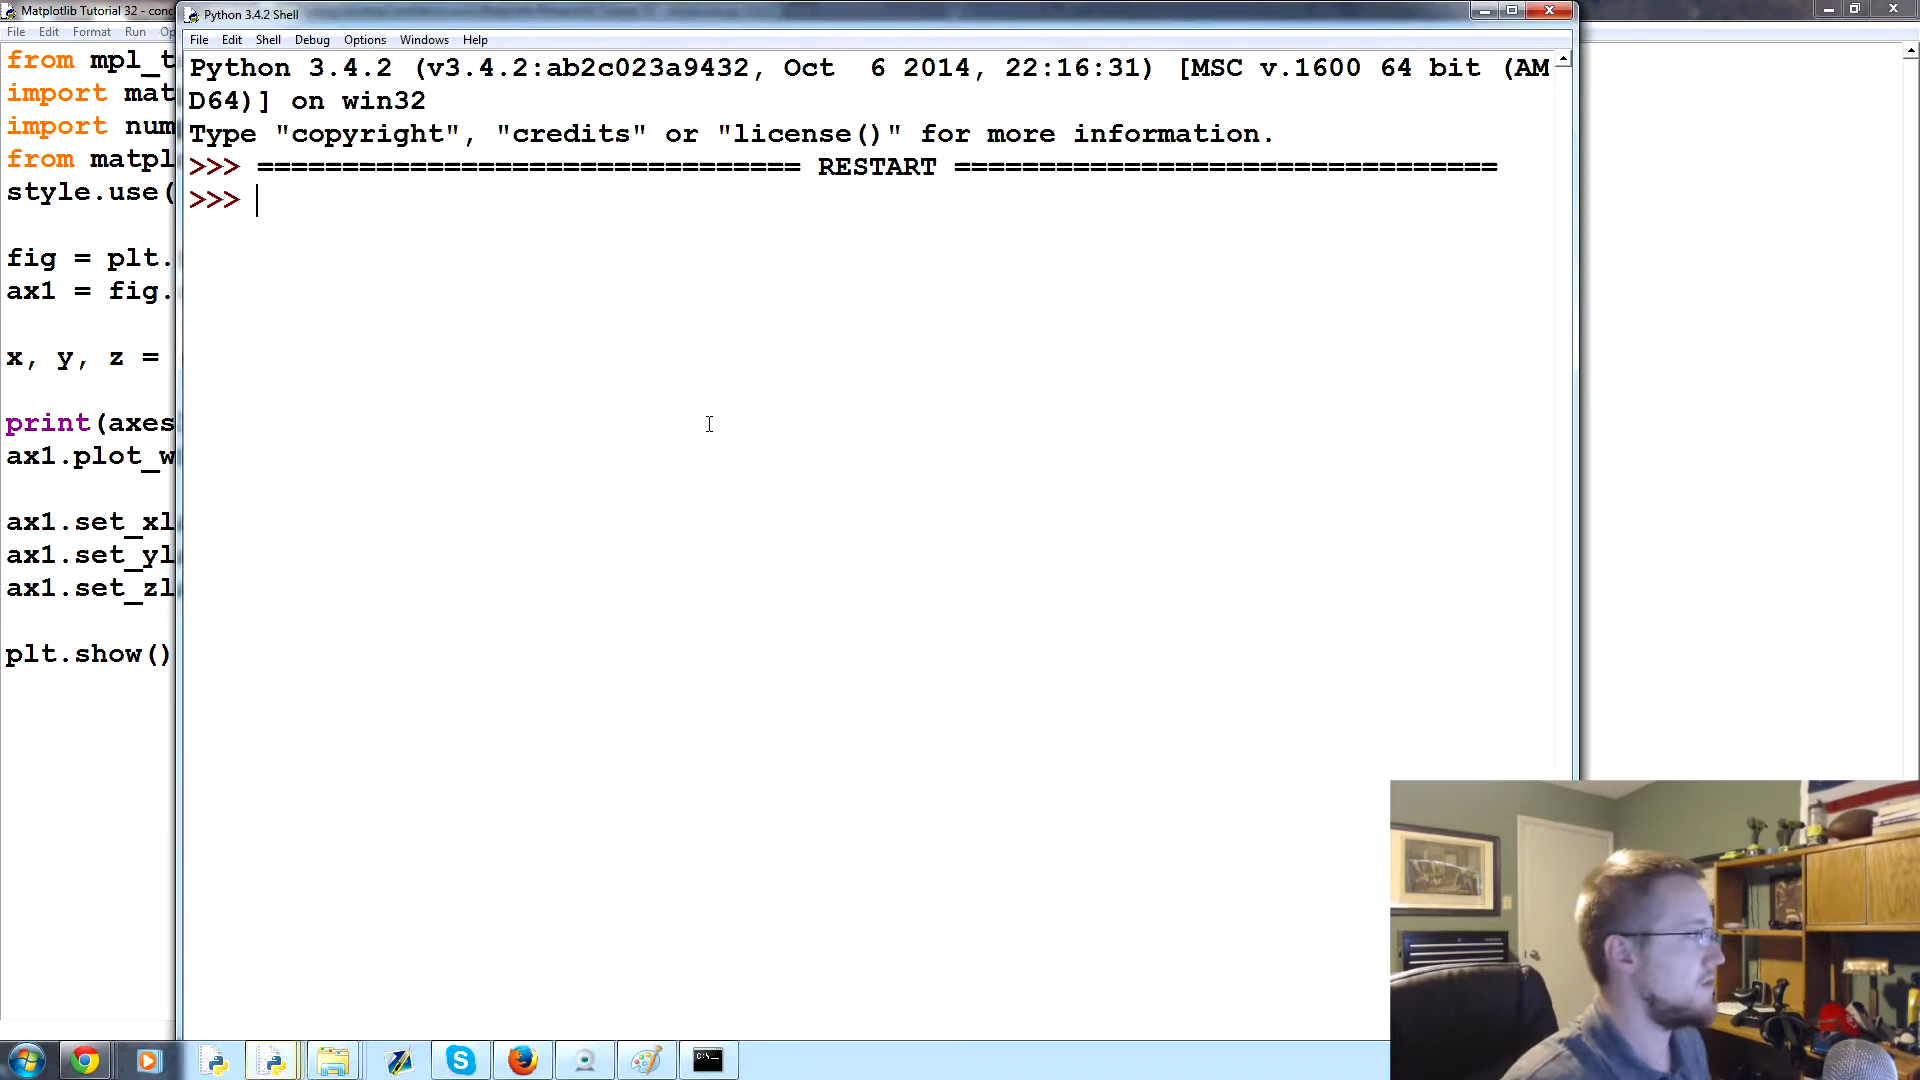 Matplotlib Tutorial 32 - conc
File Edit Format Run Op
from mpl_t
import mat
import num
from matpl
style.use(
fig = plt.
ax1 = fig.
x, y, z =
print(axes
ax1.plot_w
ax1.set_xl
ax1.set_yl
ax1.set_zl
plt.show()
Python 3.4.2 Shell
File Edit Shell Debug Options Windows Help
Python 3.4.2 (v3.4.2:ab2c023a9432, Oct  6 2014, 22:16:31) [MSC v.1600 64 bit (AM
D64)] on win32
Type "copyright", "credits" or "license()" for more information.
>>> ================================ RESTART ================================
>>>
C:\_